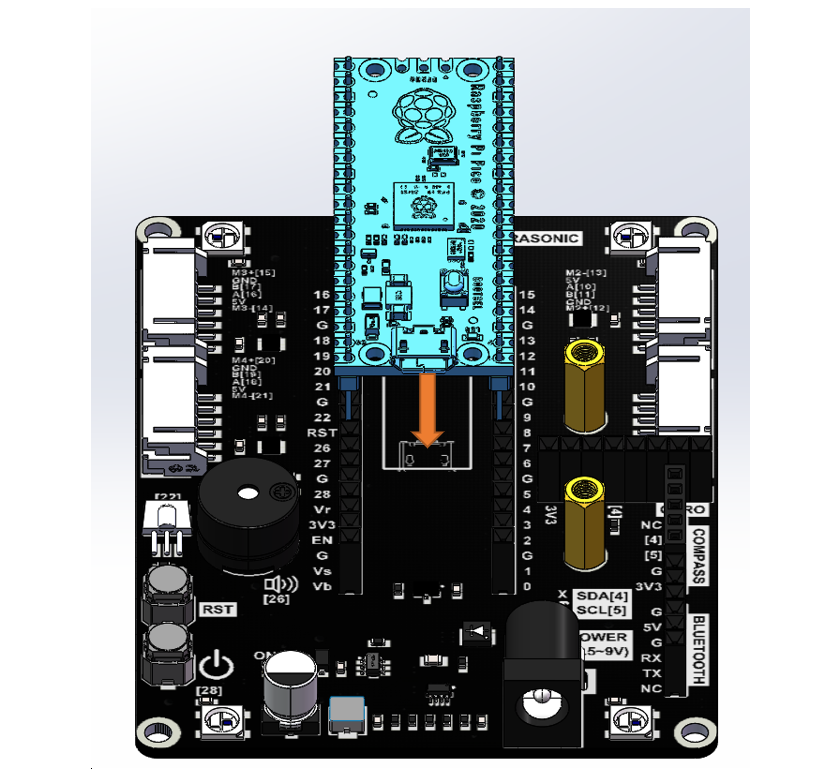 Raspberry Pi Pico © 2020
BOOTSEL
RASONIC
M3+[15]
GND
B[17]
A[16]
5V
M3-[14]
M4+[20]
GND
B[19]
A[18]
5V
M4-[21]
M2-[13]
5V
A[10]
B[11]
GND
M2+[12]
16
17
G
18
19
20
21
G
22
RST
26
27
G
28
Vr
3V3
EN
G
Vs
Vb
15
14
G
13
12
11
10
G
9
8
7
6
G
5
4
3
2
G
1
0
[22]
[26]
RST
[28]
ON
3V3
[4]
NC
[4]
[5]
G
3V3
COMPASS
G
5V
G
RX
TX
NC
BLUETOOTH
X
SDA[4]
SCL[5]
OWER
5~9V)